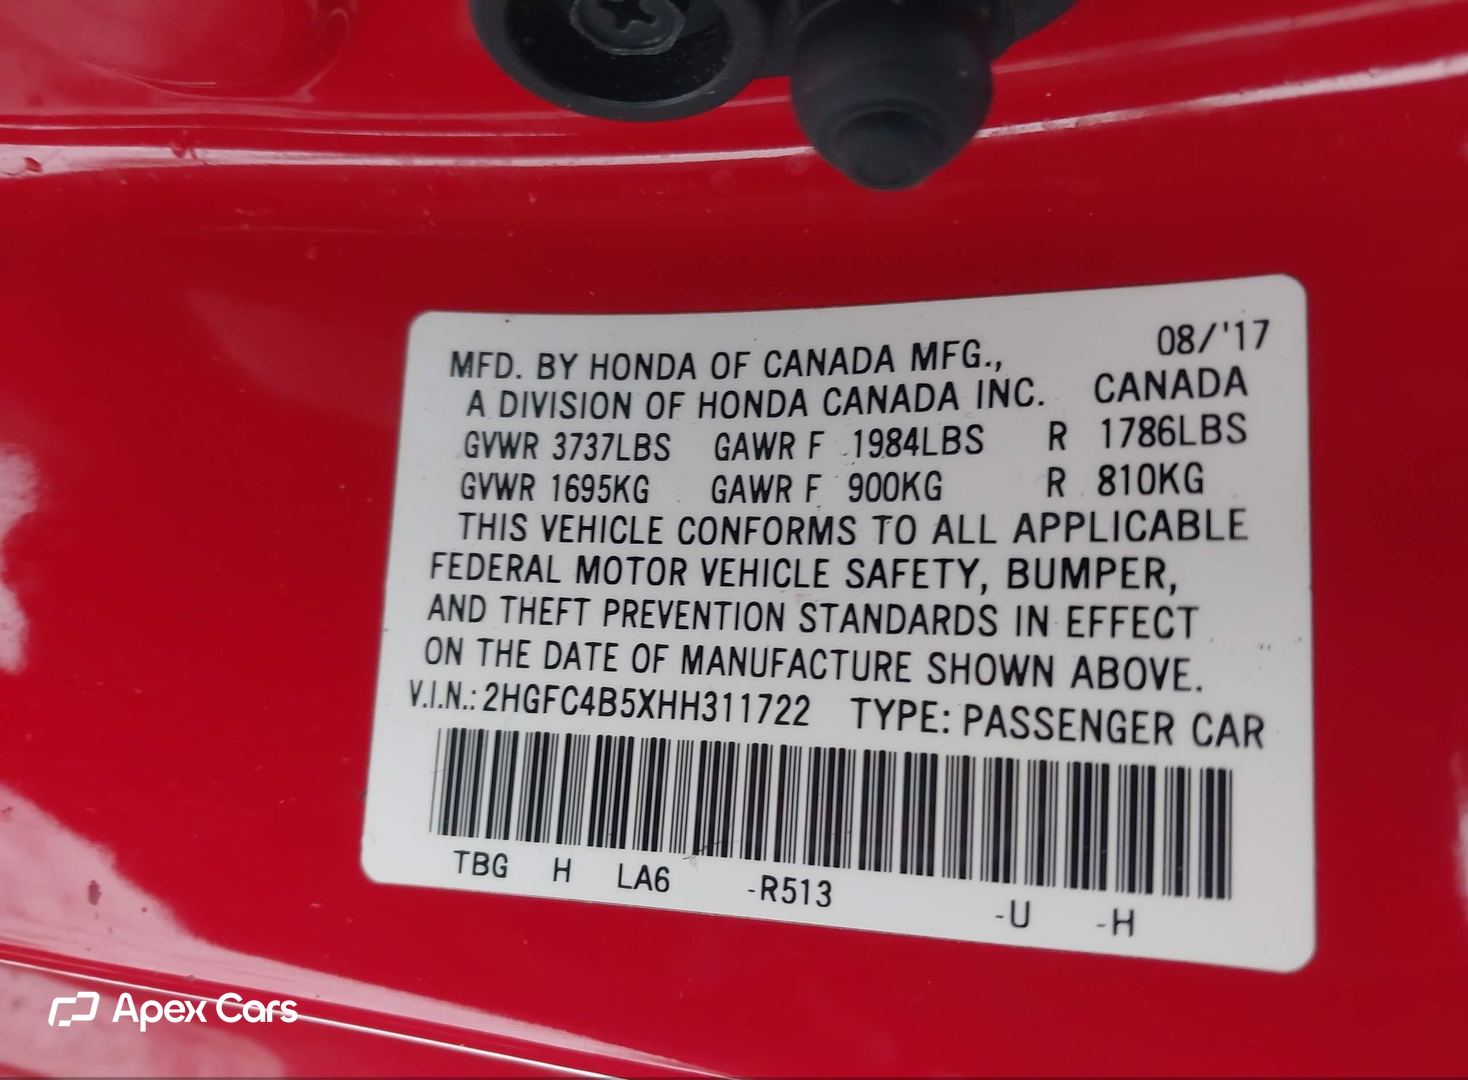 08/'17
MFD. BY HONDA OF CANADA MFG.,
A DIVISION OF HONDA CANADA INC. CANADA
GVWR 3737LBS GAWR F 1984LBS R 1786LBS
GVWR 1695KG GAWR F 900KG R 810KG
THIS VEHICLE CONFORMS TO ALL APPLICABLE
FEDERAL MOTOR VEHICLE SAFETY, BUMPER,
AND THEFT PREVENTION STANDARDS IN EFFECT
ON THE DATE OF MANUFACTURE SHOWN ABOVE.
V.I.N.: 2HGFC4B5XHH311722 TYPE: PASSENGER CAR
TBG H LA6 -R513 -U -H
Apex Cars